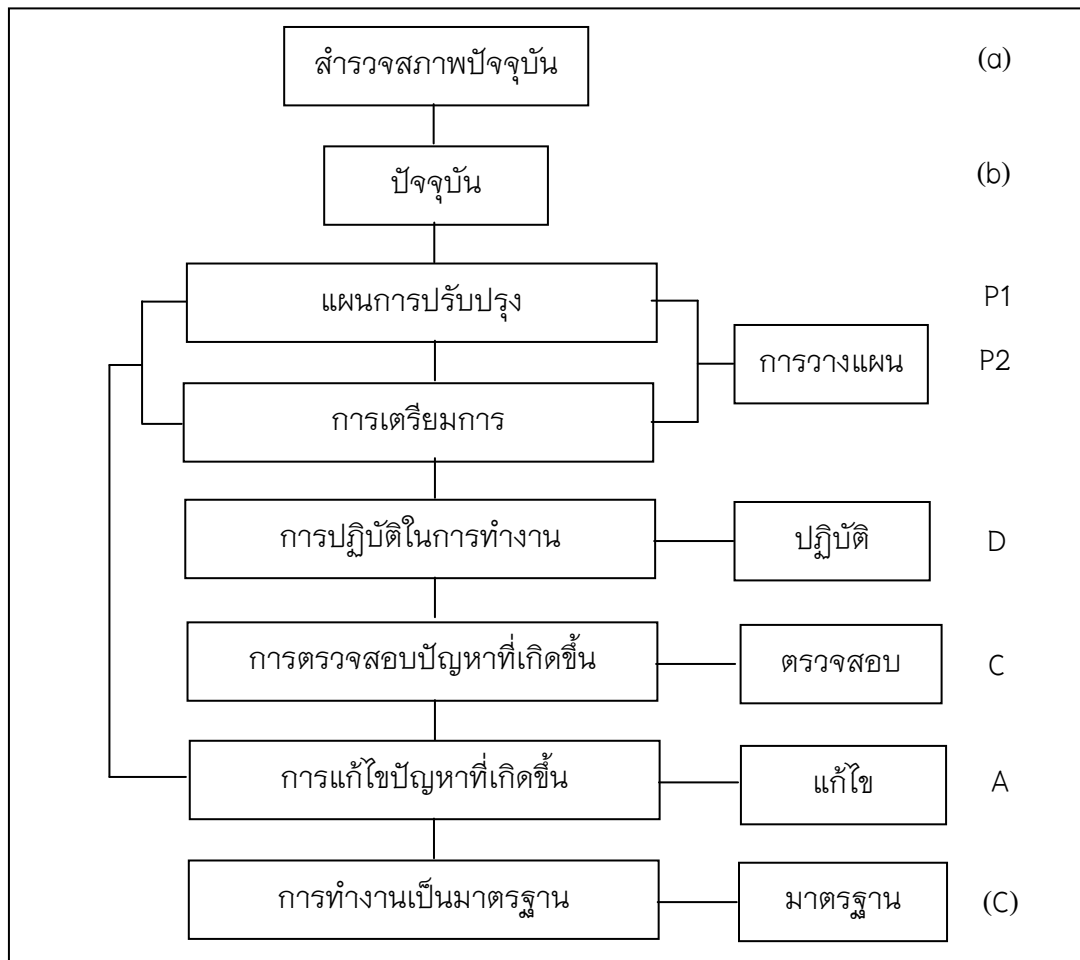 สำรวจสภาพปัจจุบัน (a)
ปัจจุบัน (b)
แผนการปรับปรุง P1
การวางแผน P2
การเตรียมการ
การปฏิบัติในการทำงาน ปฏิบัติ D
การตรวจสอบปัญหาที่เกิดขึ้น ตรวจสอบ C
การแก้ไขปัญหาที่เกิดขึ้น แก้ไข A
การทำงานเป็นมาตรฐาน มาตรฐาน (C)